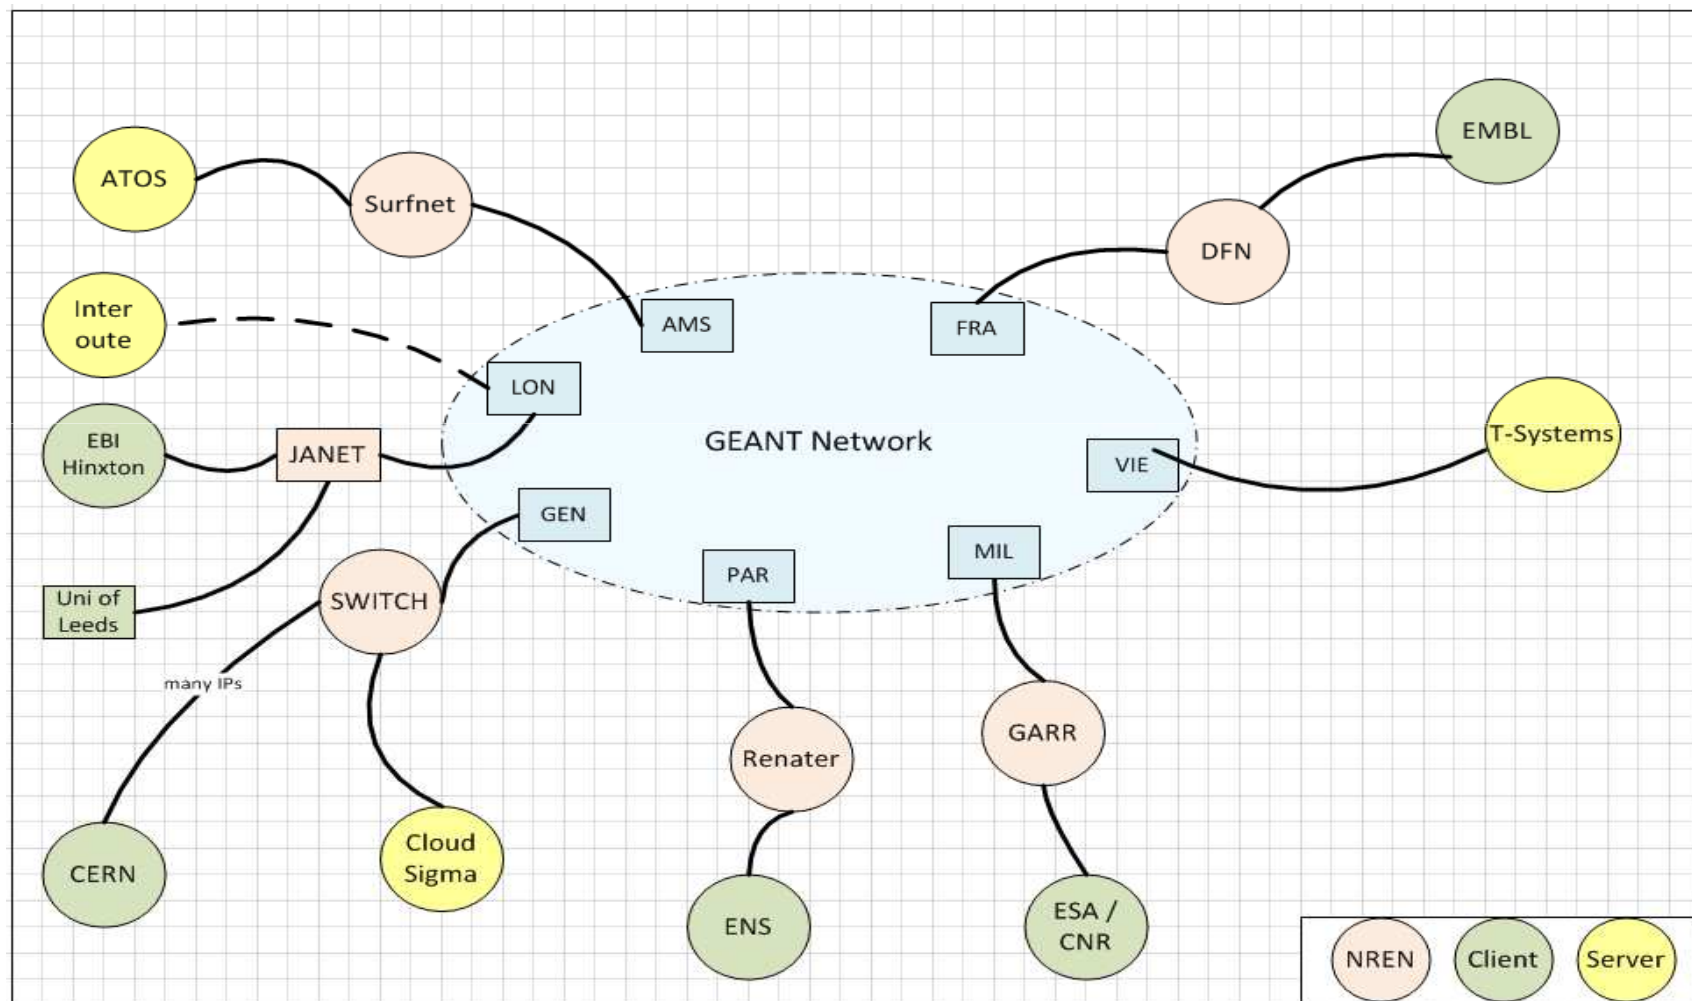 EMBL
ATOS
Surfnet
DFN
Inter
oute
AMS
FRA
LON
T-Systems
EBI
Hinxton
JANET
GEANT Network
VIE
GEN
MIL
PAR
Uni of
Leeds
SWITCH
many IPs
GARR
Renater
Cloud
Sigma
CERN
ENS
ESA /
CNR
NREN
Client
Server